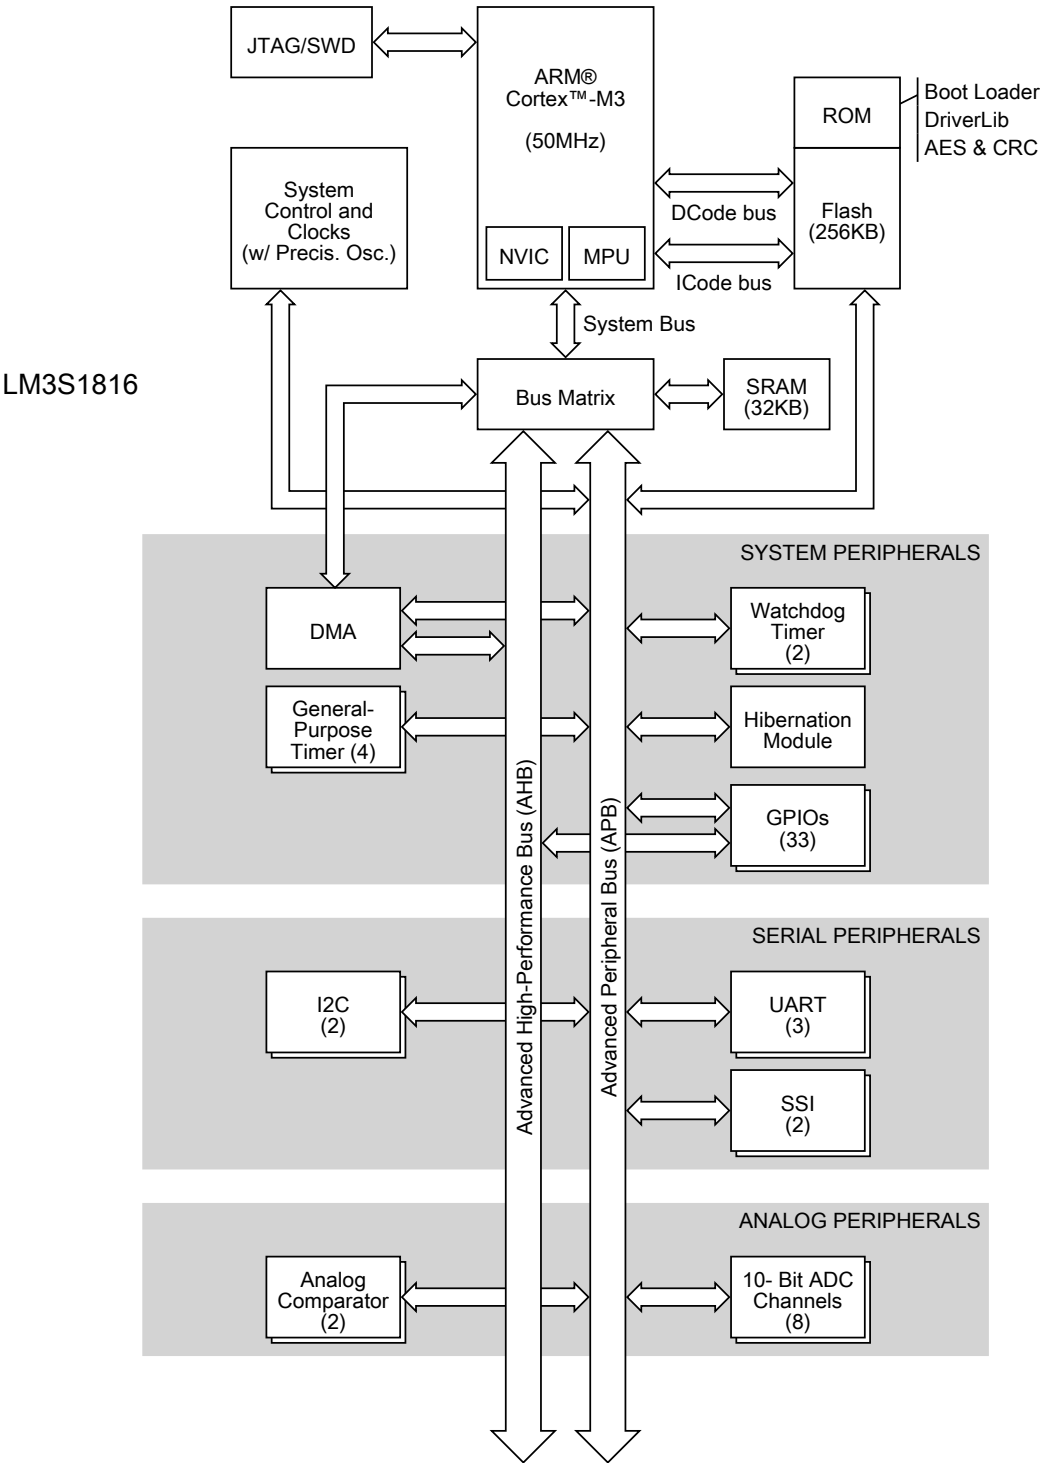 JTAG/SWD
ARM®
Cortex™-M3
(50MHz)
NVIC
MPU
ROM
Boot Loader
DriverLib
AES & CRC
Flash
(256KB)
DCode bus
ICode bus
System
Control and
Clocks
(w/ Precis. Osc.)
System Bus
LM3S1816
Bus Matrix
SRAM
(32KB)
SYSTEM PERIPHERALS
DMA
Watchdog
Timer
(2)
General-
Purpose
Timer (4)
Hibernation
Module
GPIOs
(33)
Advanced High-Performance Bus (AHB)
Advanced Peripheral Bus (APB)
SERIAL PERIPHERALS
I2C
(2)
UART
(3)
SSI
(2)
ANALOG PERIPHERALS
Analog
Comparator
(2)
10- Bit ADC
Channels
(8)